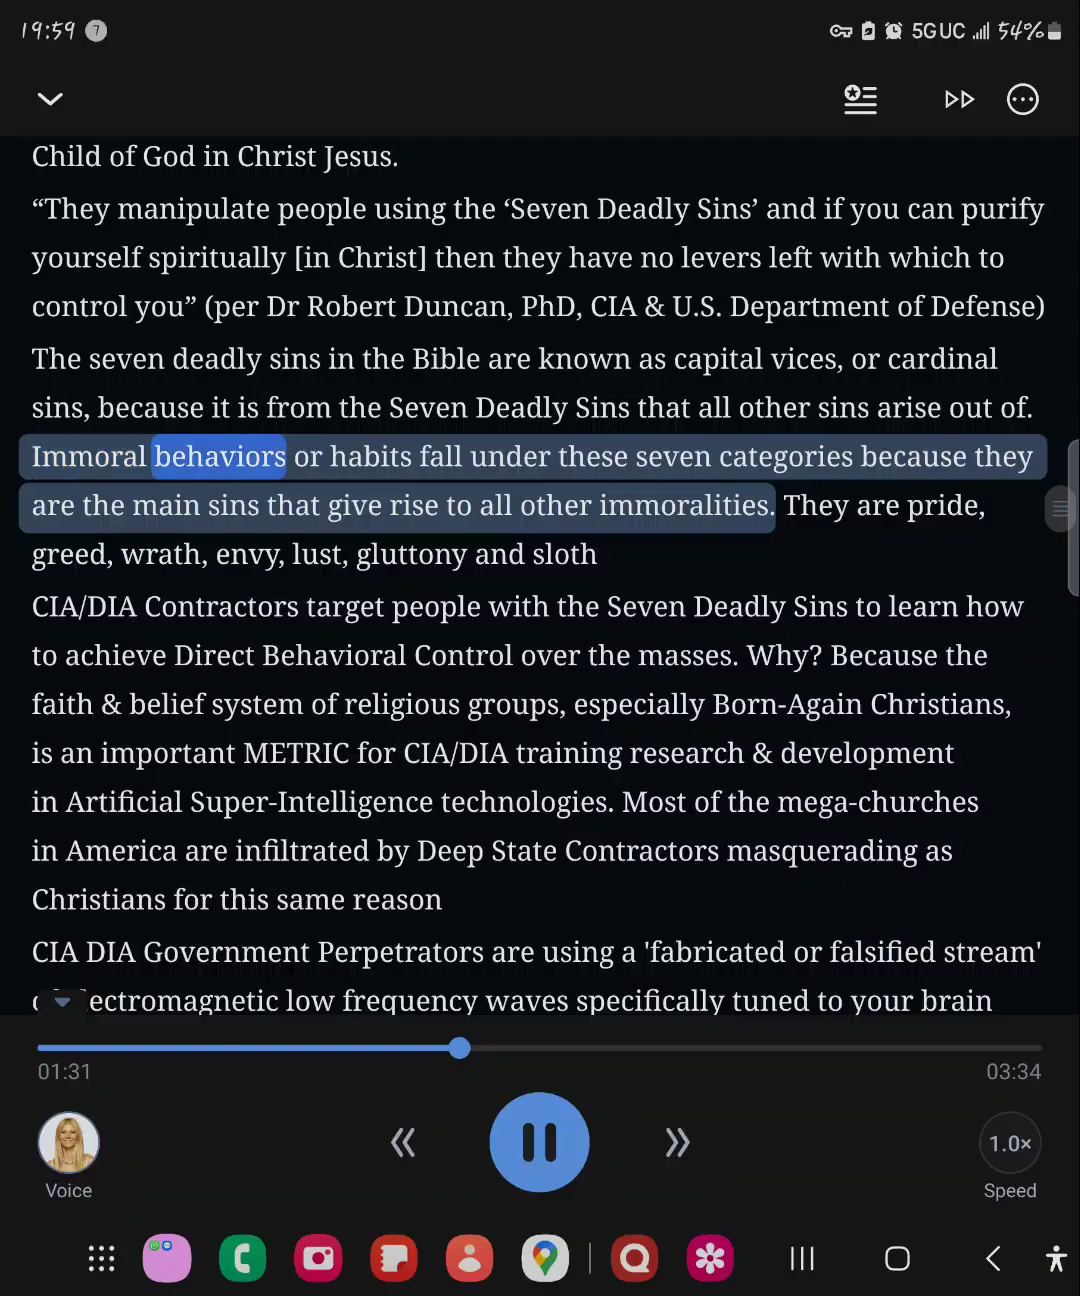 19:59 7 5GUC 54%
Child of God in Christ Jesus.
“They manipulate people using the ‘Seven Deadly Sins’ and if you can purify
yourself spiritually [in Christ] then they have no levers left with which to
control you” (per Dr Robert Duncan, PhD, CIA & U.S. Department of Defense)
The seven deadly sins in the Bible are known as capital vices, or cardinal
sins, because it is from the Seven Deadly Sins that all other sins arise out of.
Immoral behaviors or habits fall under these seven categories because they
are the main sins that give rise to all other immoralities. They are pride,
greed, wrath, envy, lust, gluttony and sloth
CIA/DIA Contractors target people with the Seven Deadly Sins to learn how
to achieve Direct Behavioral Control over the masses. Why? Because the
faith & belief system of religious groups, especially Born-Again Christians,
is an important METRIC for CIA/DIA training research & development
in Artificial Super-Intelligence technologies. Most of the mega-churches
in America are infiltrated by Deep State Contractors masquerading as
Christians for this same reason
CIA DIA Government Perpetrators are using a 'fabricated or falsified stream'
low frequency waves specifically tuned to your brain
01:31 03:34
1.0×
Voice Speed